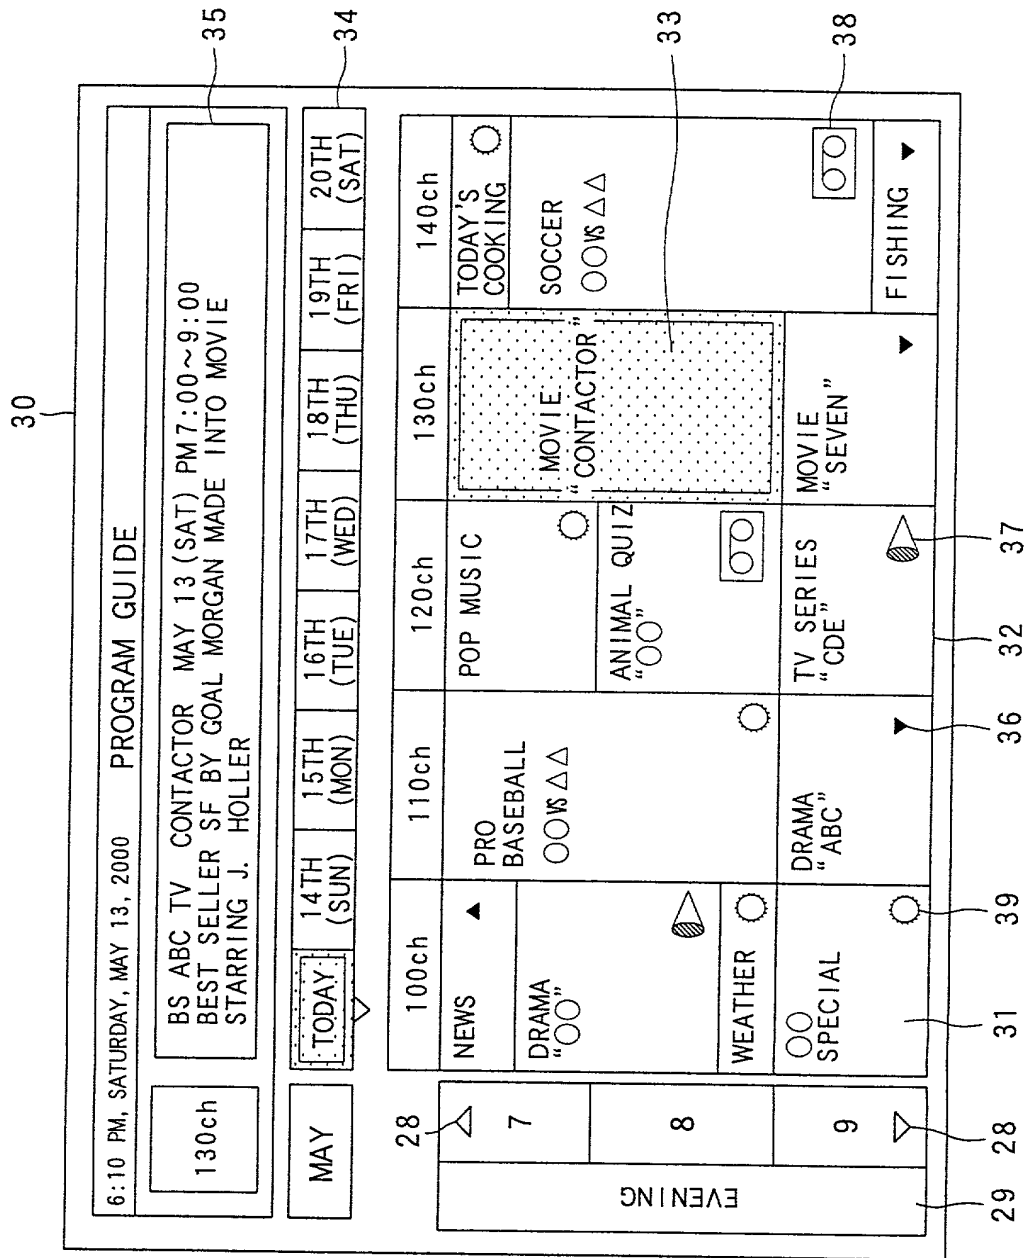 30
6:10 PM, SATURDAY, MAY 13, 2000 PROGRAM GUIDE
130ch
BS ABC TV CONTACTOR MAY 13 (SAT) PM7:00~9:00
BEST SELLER SF BY GOAL MORGAN MADE INTO MOVIE
STARRING J. HOLLER
35
MAY
TODAY
14TH
(SUN)
15TH
(MON)
16TH
(TUE)
17TH
(WED)
18TH
(THU)
19TH
(FRI)
20TH
(SAT)
34
100ch
110ch
120ch
130ch
140ch
EVENING
7
8
9
28
28
29
NEWS
DRAMA
“○○”
WEATHER
○○
SPECIAL
PRO
BASEBALL
○○VS△△
DRAMA
“ABC”
POP MUSIC
ANIMAL QUIZ
“○○”
TV SERIES
“CDE”
MOVIE
“CONTACTOR”
MOVIE
“SEVEN”
TODAY'S
COOKING
SOCCER
○○VS△△
FISHING
33
38
31
39
36
32
37